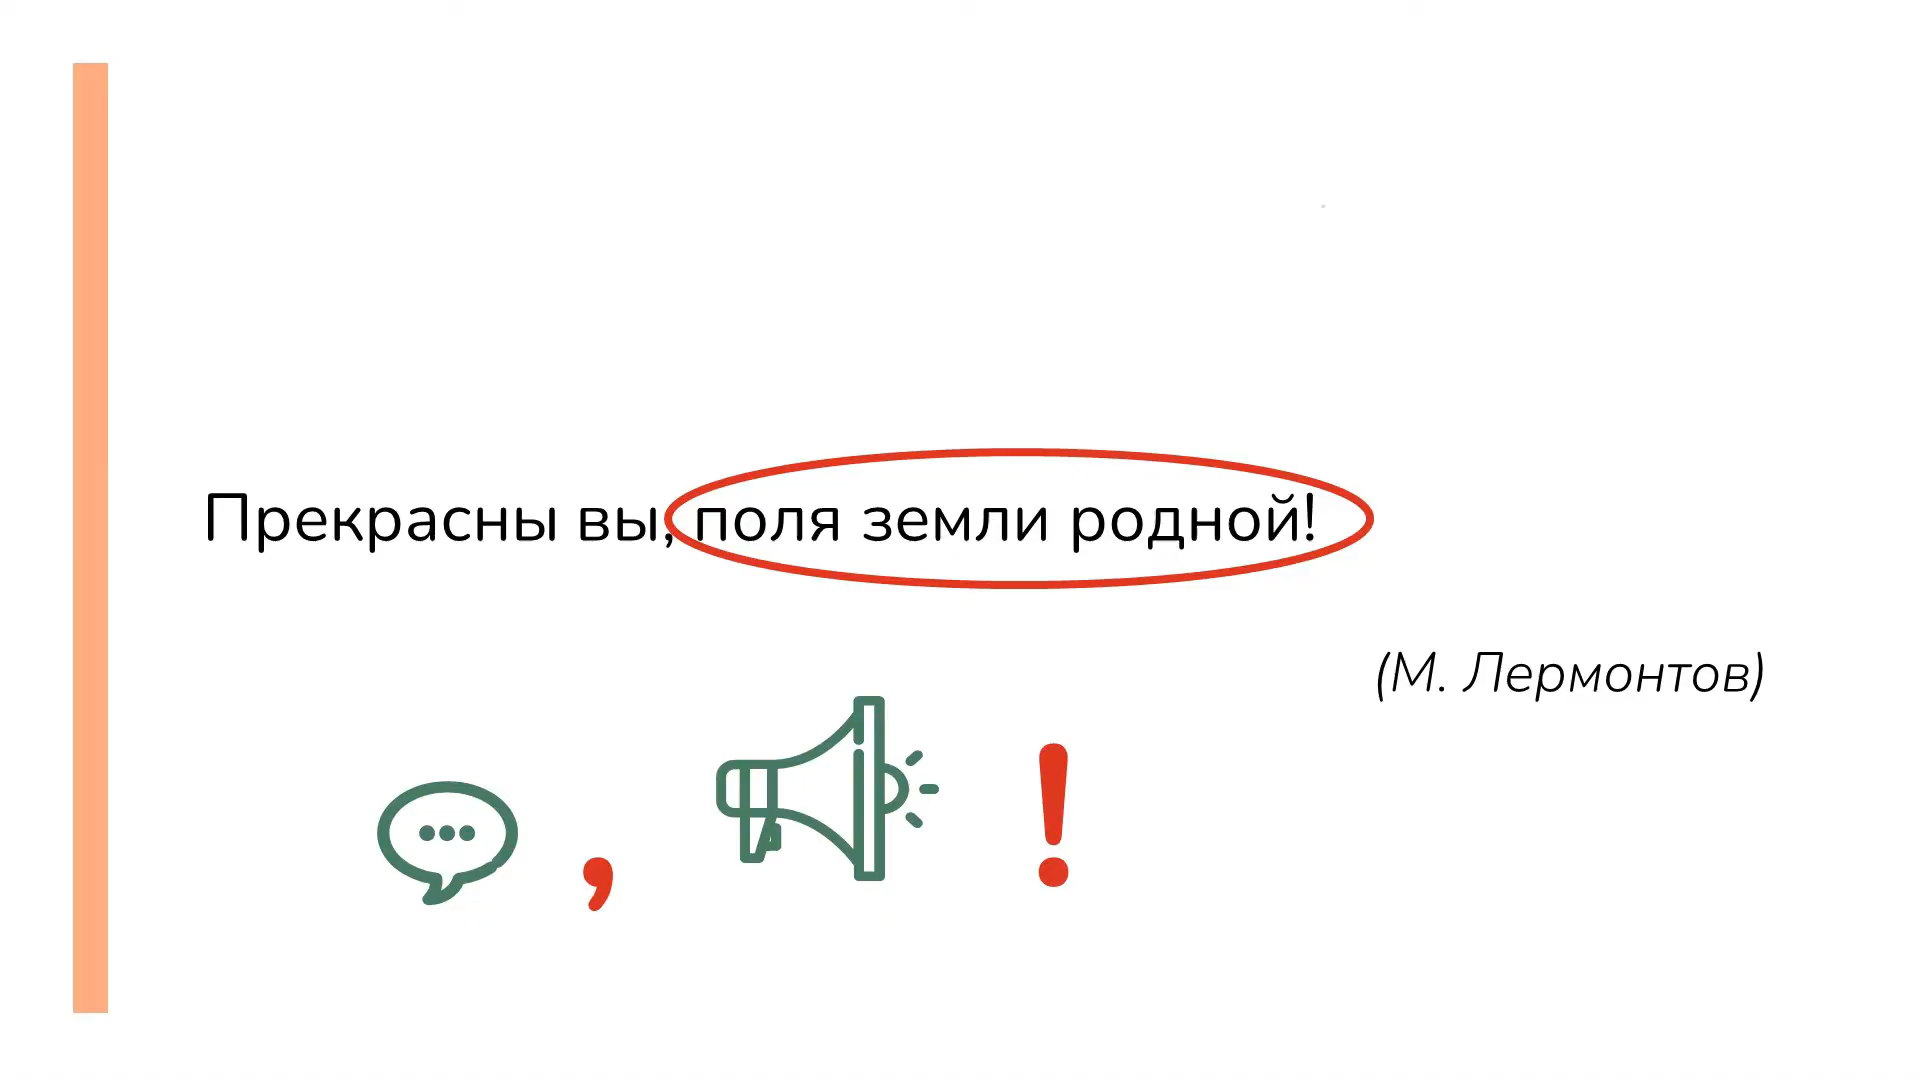 Прекрасны вы, поля земли родной!
(М. Лермонтов)
, !